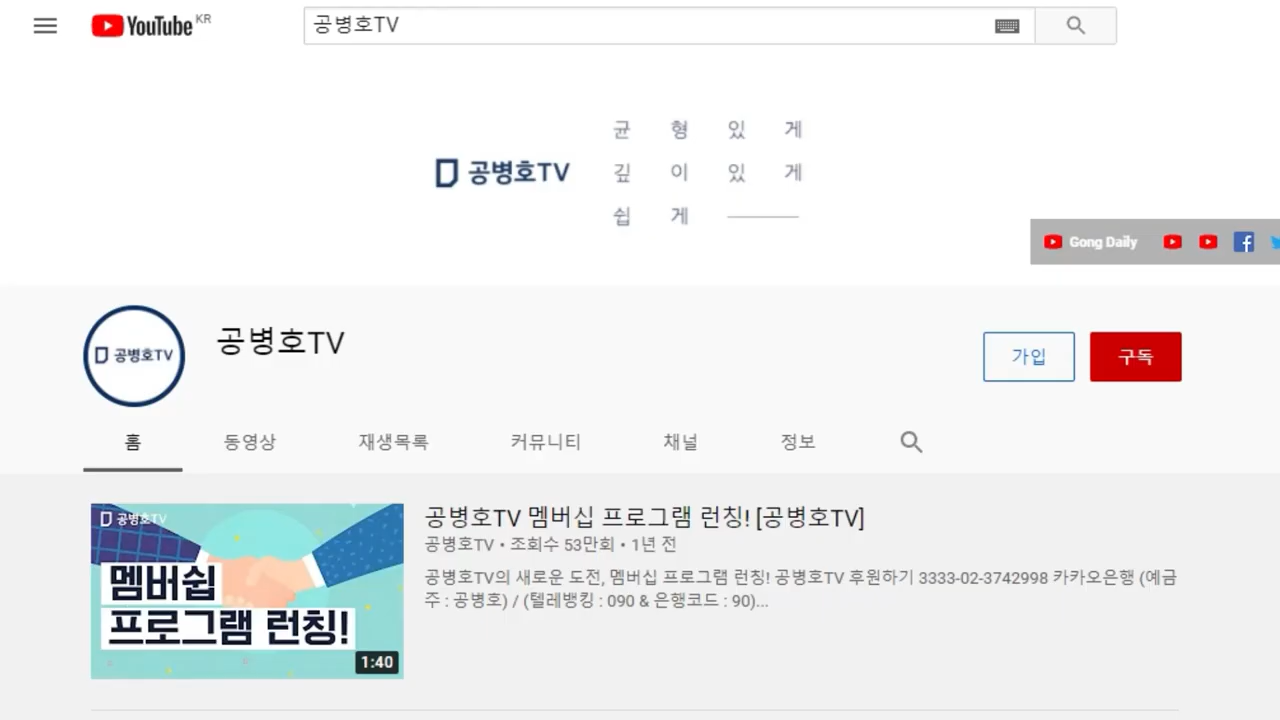 YouTube KR
공병호TV
균 형 있 게
공병호TV
깊 이 있 게
쉽 게
Gong Daily
공병호TV
공병호TV
가입
구독
홈
동영상
재생목록
커뮤니티
채널
정보
공병호TV
멤버쉽
프로그램 런칭!
1:40
공병호TV 멤버십 프로그램 런칭! [공병호TV]
공병호TV • 조회수 53만회 • 1년 전
공병호TV의 새로운 도전, 멤버십 프로그램 런칭! 공병호TV 후원하기 3333-02-3742998 카카오은행 (예금
주 : 공병호) / (텔레뱅킹 : 090 & 은행코드 : 90)...